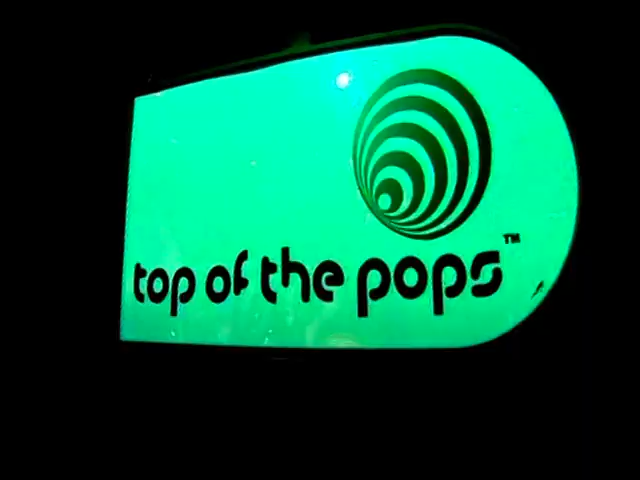 top of the pops™